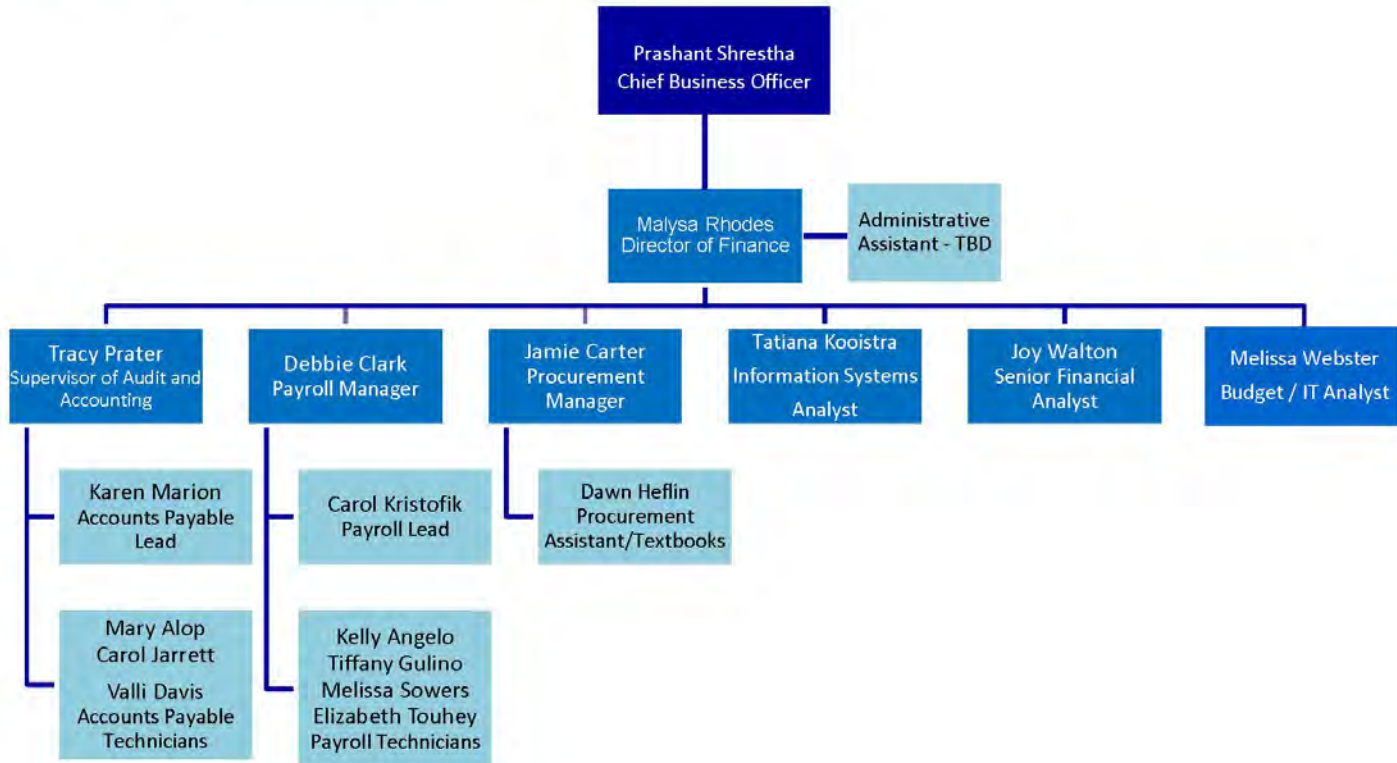 Prashant Shrestha
Chief Business Officer
Malysa Rhodes
Director of Finance
Administrative
Assistant - TBD
Tracy Prater
Supervisor of Audit and
Accounting
Debbie Clark
Payroll Manager
Jamie Carter
Procurement
Manager
Tatiana Kooistra
Information Systems
Analyst
Joy Walton
Senior Financial
Analyst
Melissa Webster
Budget / IT Analyst
Karen Marion
Accounts Payable
Lead
Carol Kristofik
Payroll Lead
Dawn Heflin
Procurement
Assistant/Textbooks
Mary Alop
Carol Jarrett
Valli Davis
Accounts Payable
Technicians
Kelly Angelo
Tiffany Gulino
Melissa Sowers
Elizabeth Touhey
Payroll Technicians